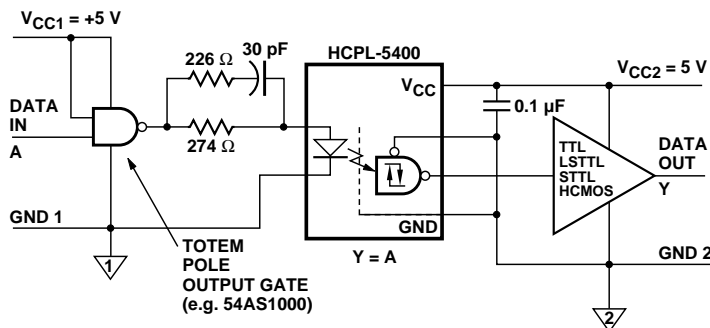 VCC1 = +5 V
DATA
IN
A
GND 1
1
226 Ω
30 pF
274 Ω
TOTEM
POLE
OUTPUT GATE
(e.g. 54AS1000)
HCPL-5400
VCC
GND
Y = A
0.1 µF
VCC2 = 5 V
TTL
LSTTL
STTL
HCMOS
DATA
OUT
Y
GND 2
2